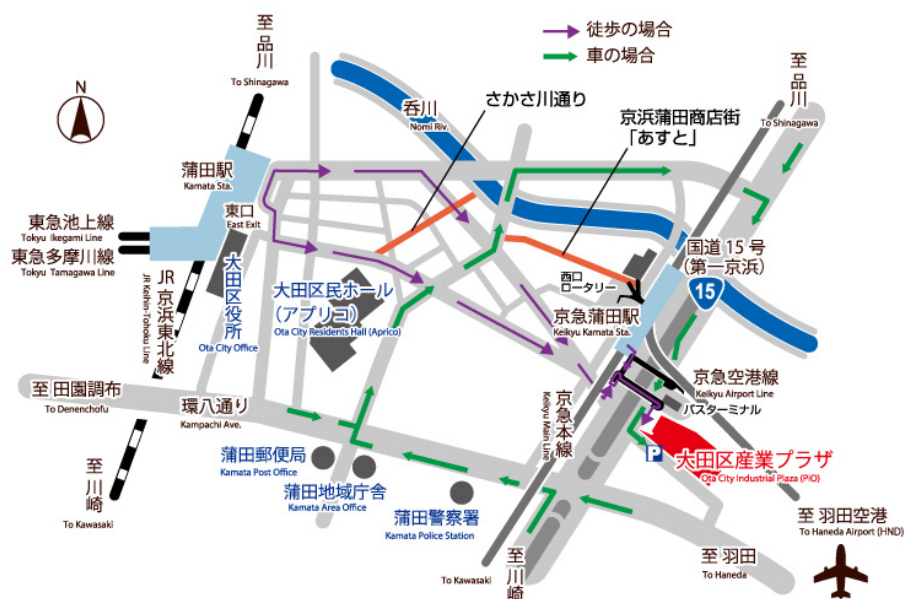 徒歩の場合
車の場合
N
至 品川
To Shinagawa
さかさ川通り
呑川
Nomi Riv.
京浜蒲田商店街
「あすと」
至 品川
To Shinagawa
蒲田駅
Kamata Sta.
東口
East Exit
東急池上線
Tokyu Ikegami Line
東急多摩川線
Tokyu Tamagawa Line
JR 京浜東北線
JR Keihin-Tohoku Line
大田区役所
Ota City Office
大田区民ホール
（アプリコ）
Ota City Residents Hall (Aprico)
西口
ロータリー
京急蒲田駅
Keikyu Kamata Sta.
国道 15 号
（第一京浜）
15
至 田園調布
To Denenchofu
環八通り
Kampachi Ave.
京急本線
Keikyu Main Line
京急空港線
Keikyu Airport Line
バスターミナル
P
大田区産業プラザ
Ota City Industrial Plaza (PiO)
蒲田郵便局
Kamata Post Office
蒲田地域庁舎
Kamata Area Office
蒲田警察署
Kamata Police Station
至 川崎
To Kawasaki
至 川崎
To Kawasaki
至 羽田
To Haneda
至 羽田空港
To Haneda Airport (HND)